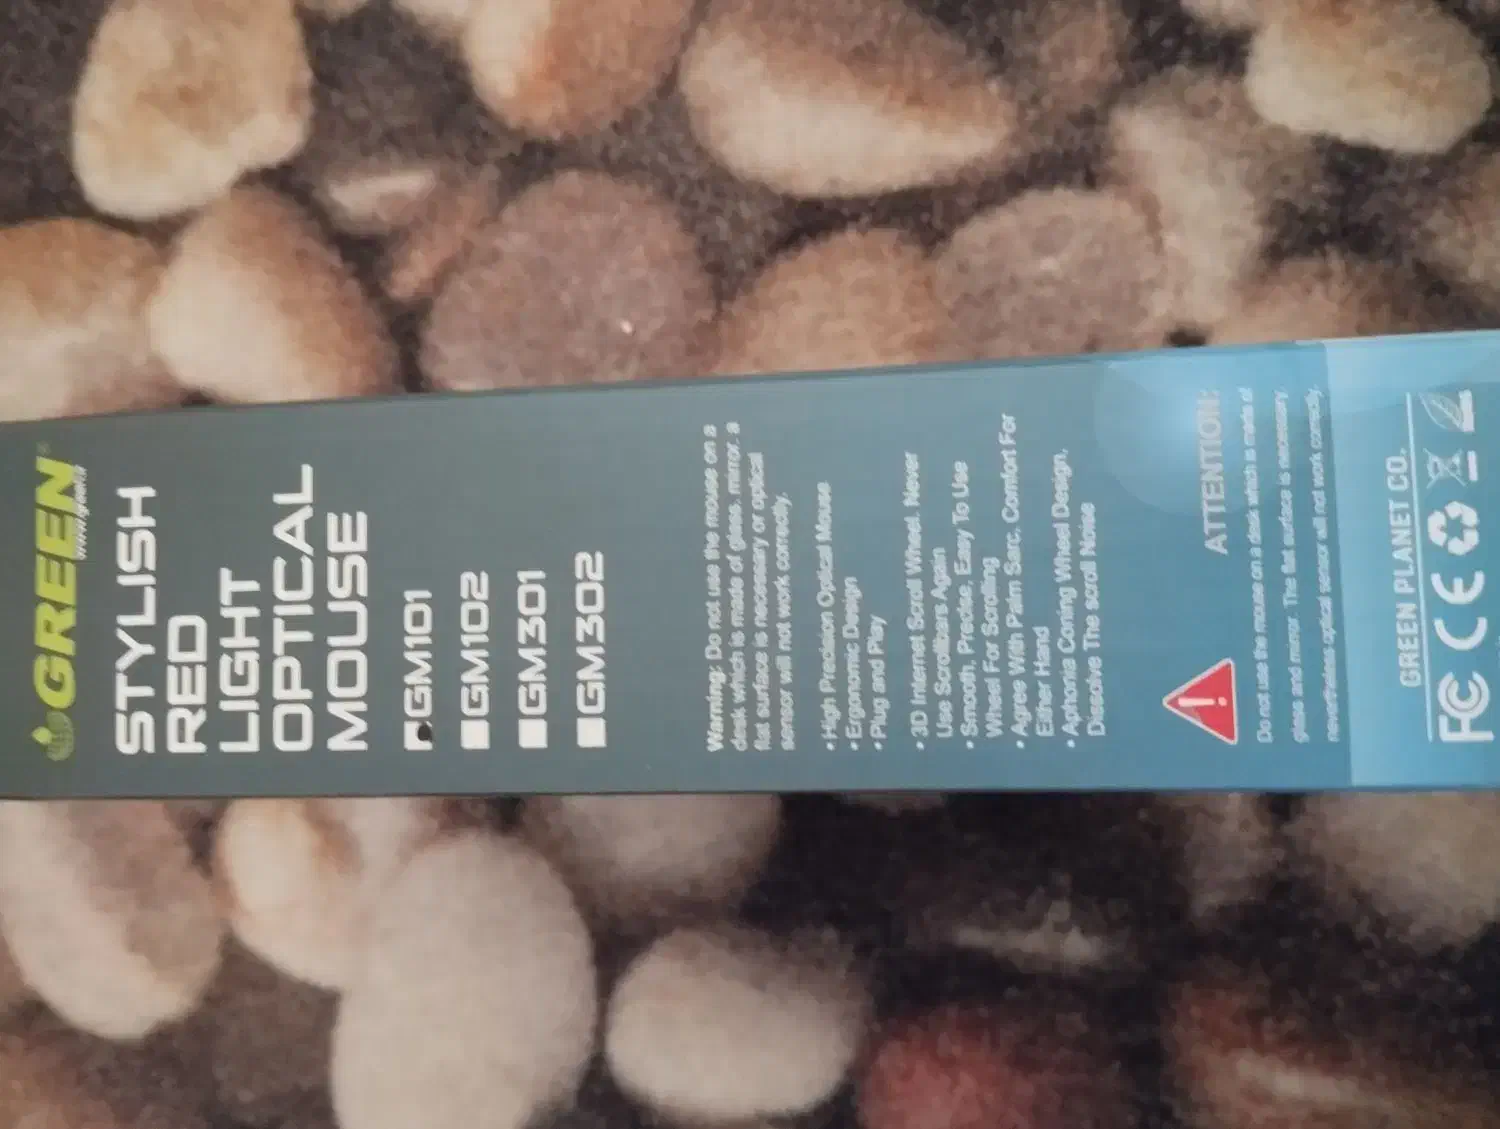 GREEN
STYLISH
RED
LIGHT
OPTICAL
MOUSE
GM101
GM102
GM301
GM302
Warning: Do not use the mouse on a
desk which is made of glass, mirror. a
flat surface is necessary or optical
sensor will not work correctly.
• High Precision Optical Mouse
• Ergonomic Design
• Plug and Play
• 3D Internet Scroll Wheel. Never
Use Scrollbars Again
• Smooth, Precise, Easy To Use
Wheel For Scrolling
• Agree With Palm Sarc. Comfort For
Either Hand
• Aphonia Coming Wheel Design,
Dissolve The scroll Noise
ATTENTION:
Do not use the mouse on a desk which is made of
glass and mirror. The flat surface is necessary.
nevertheless optical sensor will not work correctly.
GREEN PLANET CO.
FC CE